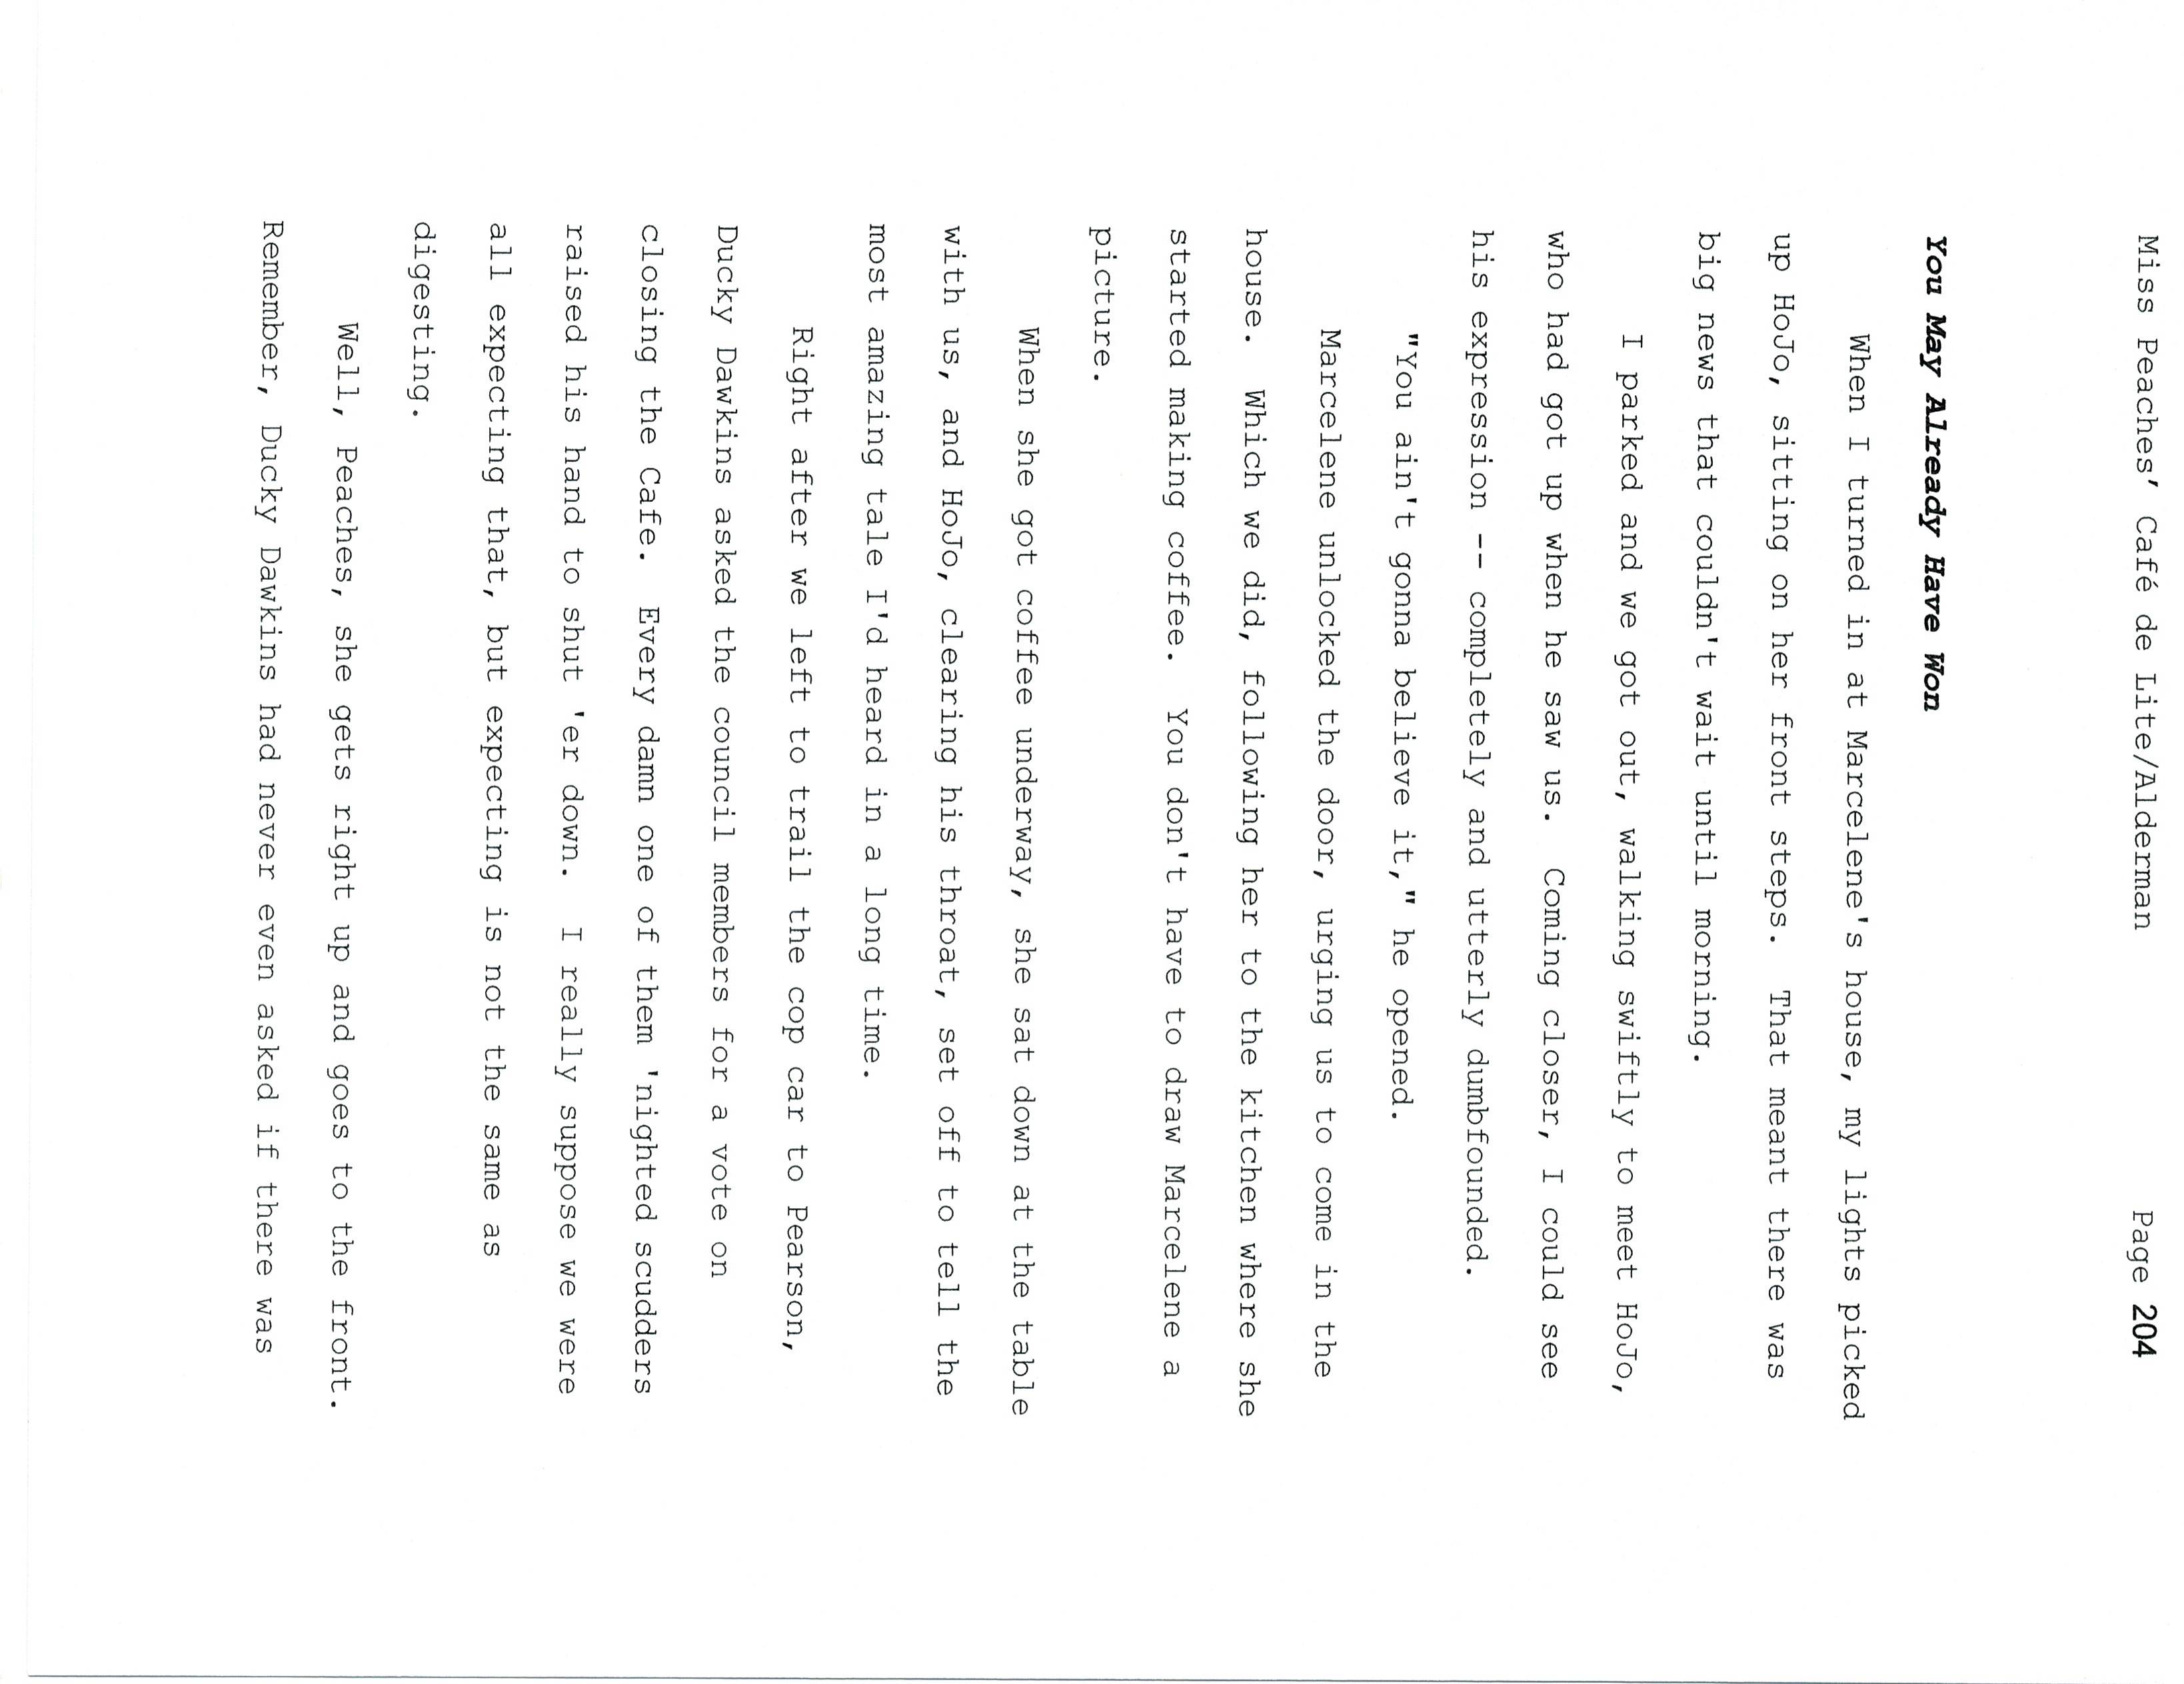 Miss Peaches’ Café de Lite/Alderman Page 204
You May Already Have Won
When I turned in at Marcelene's house, my lights picked
up HoJo, sitting on her front steps.  That meant there was
big news that couldn't wait until morning.
I parked and we got out, walking swiftly to meet HoJo,
who had got up when he saw us.  Coming closer, I could see
his expression -- completely and utterly dumbfounded.
"You ain't gonna believe it," he opened.
Marcelene unlocked the door, urging us to come in the
house.  Which we did, following her to the kitchen where she
started making coffee.  You don't have to draw Marcelene a
picture.
When she got coffee underway, she sat down at the table
with us, and HoJo, clearing his throat, set off to tell the
most amazing tale I'd heard in a long time.
Right after we left to trail the cop car to Pearson,
Ducky Dawkins asked the council members for a vote on
closing the Cafe.  Every damn one of them 'nighted scudders
raised his hand to shut 'er down.  I really suppose we were
all expecting that, but expecting is not the same as
digesting.
Well, Peaches, she gets right up and goes to the front.
Remember, Ducky Dawkins had never even asked if there was